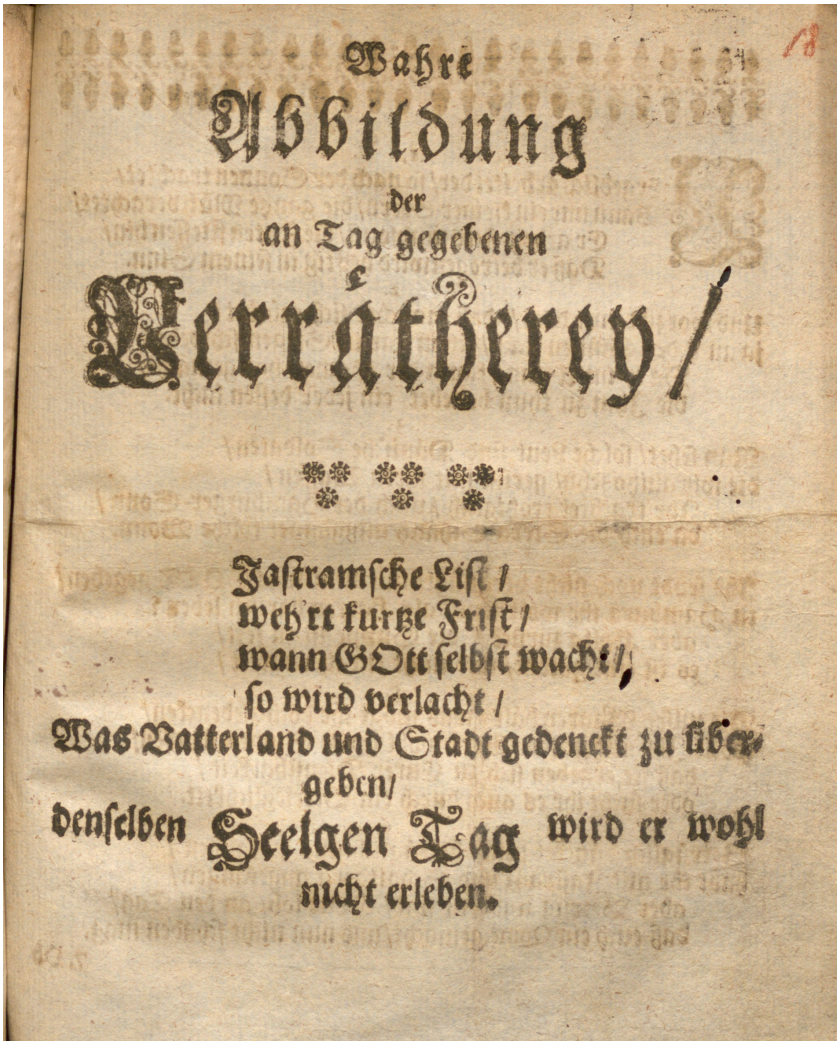 18
Wahre
Abbildung
der
an Tag gegebenen
Verrätherey/
Jastramsche List/
wehrt kurtze Frist/
wann GOtt selbst wacht/
so wird verlacht/
Was Vatterland und Stadt gedenckt zu über-
geben/
denselben Seelgen Tag wird er wohl
nicht erleben.